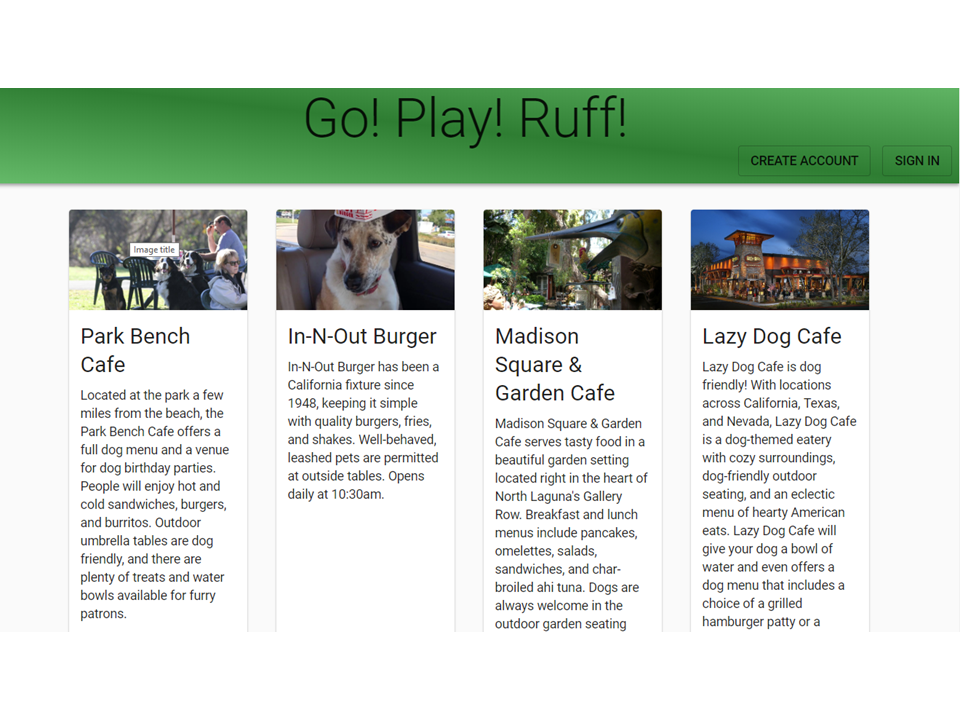 Go! Play! Ruff!
CREATE ACCOUNT
SIGN IN
Image title
Park Bench
Cafe
Located at the park a few
miles from the beach, the
Park Bench Cafe offers a
full dog menu and a venue
for dog birthday parties.
People will enjoy hot and
cold sandwiches, burgers,
and burritos. Outdoor
umbrella tables are dog
friendly, and there are
plenty of treats and water
bowls available for furry
patrons.
In-N-Out Burger
In-N-Out Burger has been a
California fixture since
1948, keeping it simple
with quality burgers, fries,
and shakes. Well-behaved,
leashed pets are permitted
at outside tables. Opens
daily at 10:30am.
Madison
Square &
Garden Cafe
Madison Square & Garden
Cafe serves tasty food in a
beautiful garden setting
located right in the heart of
North Laguna's Gallery
Row. Breakfast and lunch
menus include pancakes,
omelettes, salads,
sandwiches, and char-
broiled ahi tuna. Dogs are
always welcome in the
outdoor garden seating
Lazy Dog Cafe
Lazy Dog Cafe is dog
friendly! With locations
across California, Texas,
and Nevada, Lazy Dog Cafe
is a dog-themed eatery
with cozy surroundings,
dog-friendly outdoor
seating, and an eclectic
menu of hearty American
eats. Lazy Dog Cafe will
give your dog a bowl of
water and even offers a
dog menu that includes a
choice of a grilled
hamburger patty or a